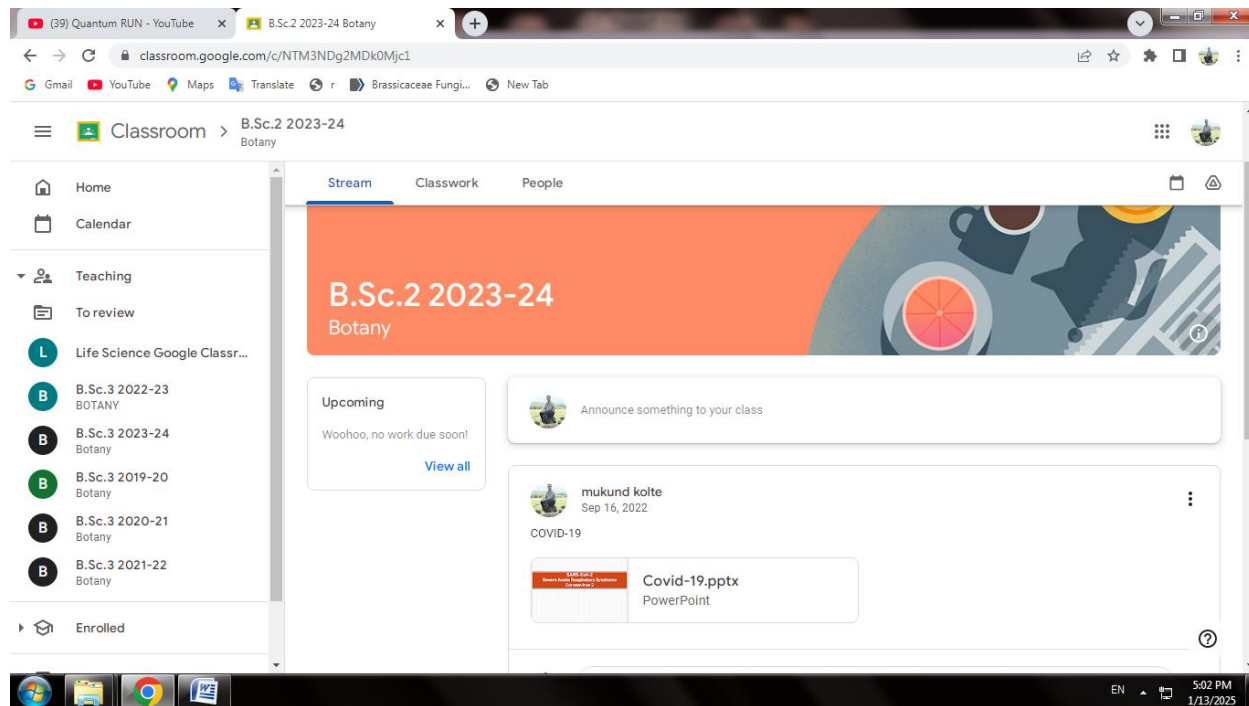 (39) Quantum RUN - YouTube
B.Sc.2 2023-24 Botany
classroom.google.com/c/NTM3NDg2MDk0Mjc1
Gmail YouTube Maps Translate r Brassicaceae Fungi... New Tab
Classroom > B.Sc.2 2023-24
Botany
Home
Calendar
Teaching
To review
L Life Science Google Classr...
B B.Sc.3 2022-23
BOTANY
B B.Sc.3 2023-24
Botany
B B.Sc.3 2019-20
Botany
B B.Sc.3 2020-21
Botany
B B.Sc.3 2021-22
Botany
Enrolled
Stream Classwork People
B.Sc.2 2023-24
Botany
Upcoming
Woohoo, no work due soon!
View all
Announce something to your class
mukund kolte
Sep 16, 2022
COVID-19
Covid-19.pptx
PowerPoint
EN
5:02 PM
1/13/2025